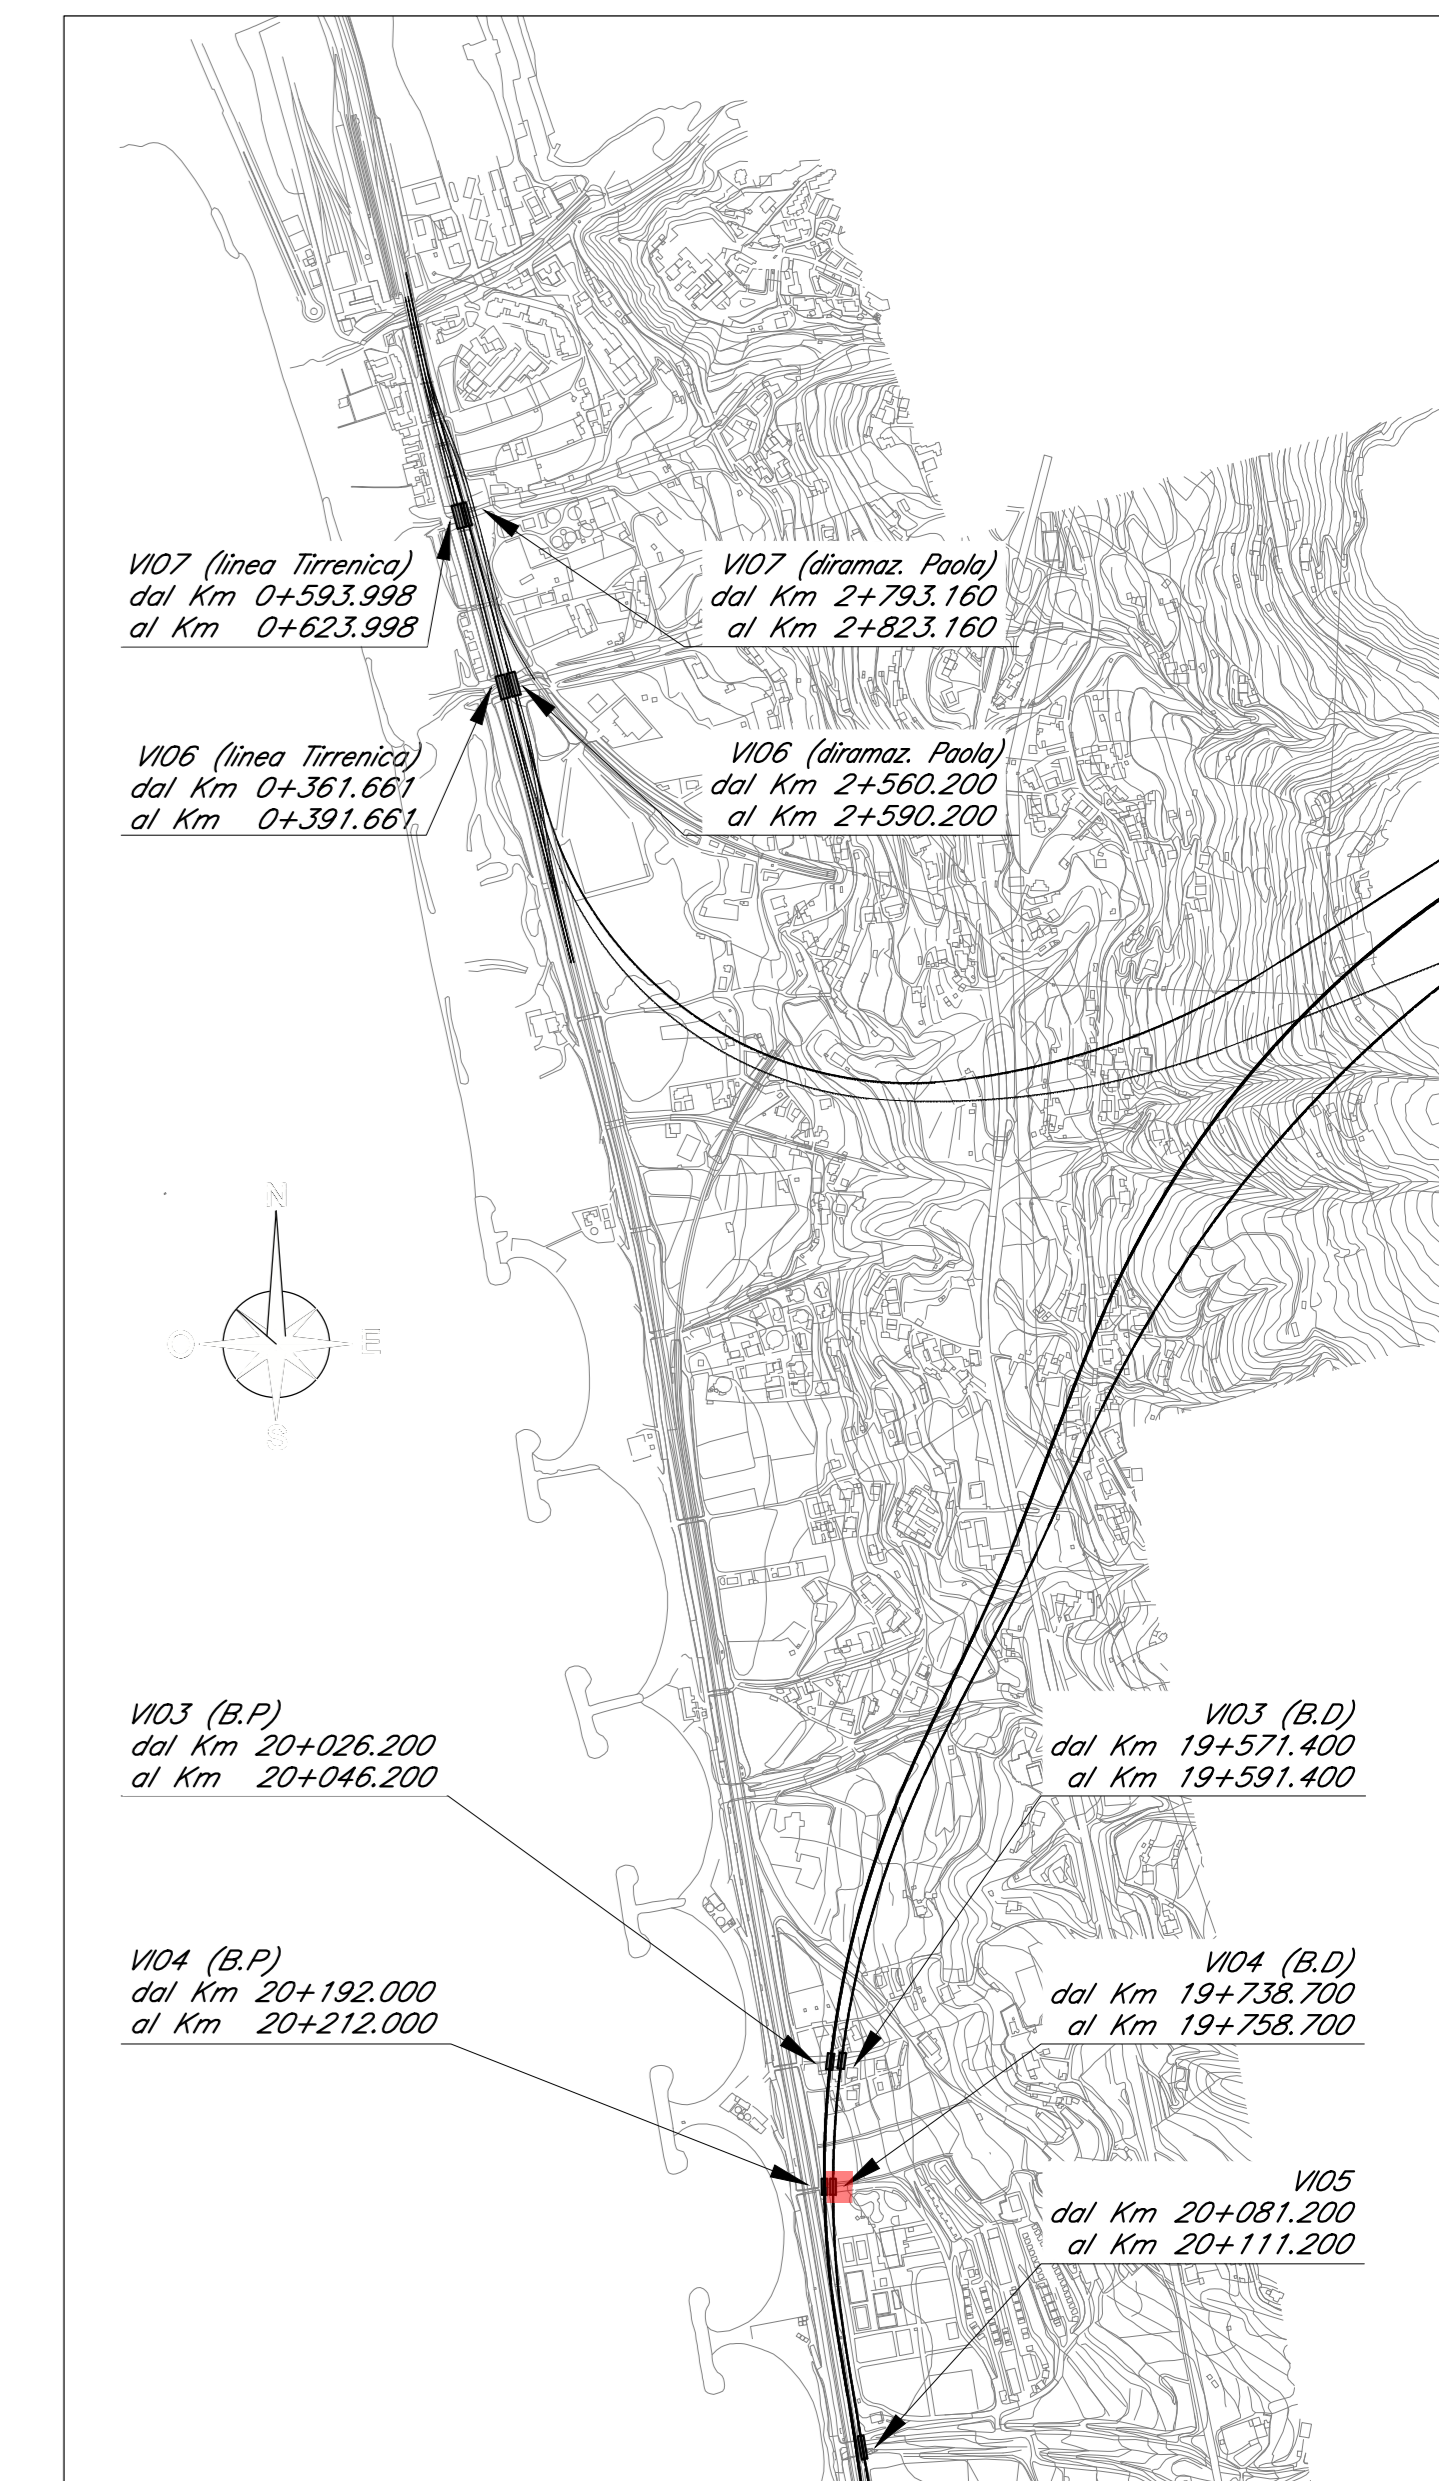 VI07 (linea Tirrenica)
dal Km 0+593.998
al Km 0+623.998
VI07 (diramaz. Paola)
dal Km 2+793.160
al Km 2+823.160
VI06 (linea Tirrenica)
dal Km 0+361.661
al Km 0+391.661
VI06 (diramaz. Paola)
dal Km 2+560.200
al Km 2+590.200
N
O
E
S
VI03 (B.P)
dal Km 20+026.200
al Km 20+046.200
VI03 (B.D)
dal Km 19+571.400
al Km 19+591.400
VI04 (B.P)
dal Km 20+192.000
al Km 20+212.000
VI04 (B.D)
dal Km 19+738.700
al Km 19+758.700
VI05
dal Km 20+081.200
al Km 20+111.200